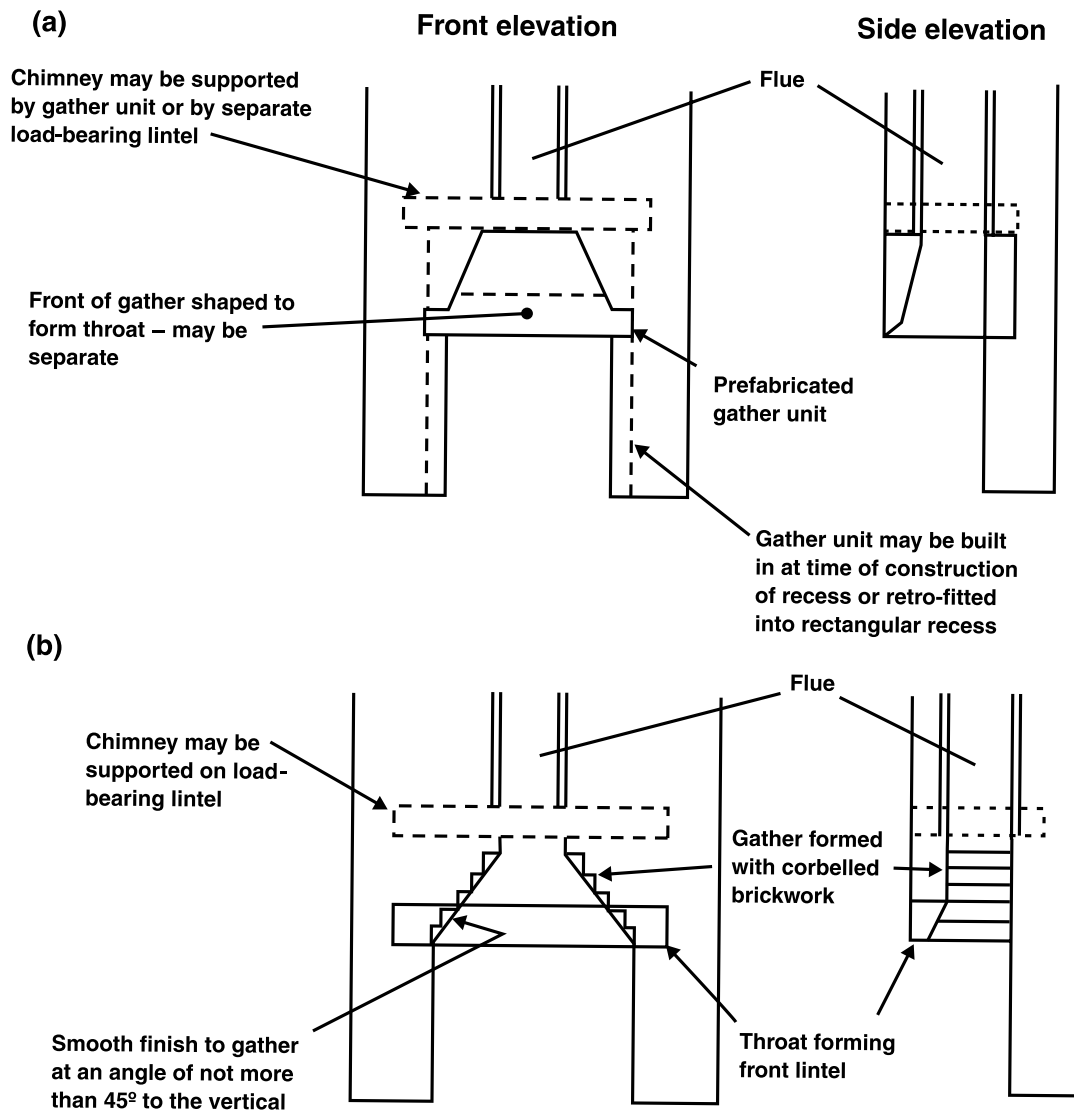 (a)
Front elevation
Side elevation
Chimney may be supported
by gather unit or by separate
load-bearing lintel
Flue
Front of gather shaped to
form throat – may be
separate
Prefabricated
gather unit
Gather unit may be built
in at time of construction
of recess or retro-fitted
into rectangular recess
(b)
Flue
Chimney may be
supported on load-
bearing lintel
Gather formed
with corbelled
brickwork
Smooth finish to gather
at an angle of not more
than 45º to the vertical
Throat forming
front lintel